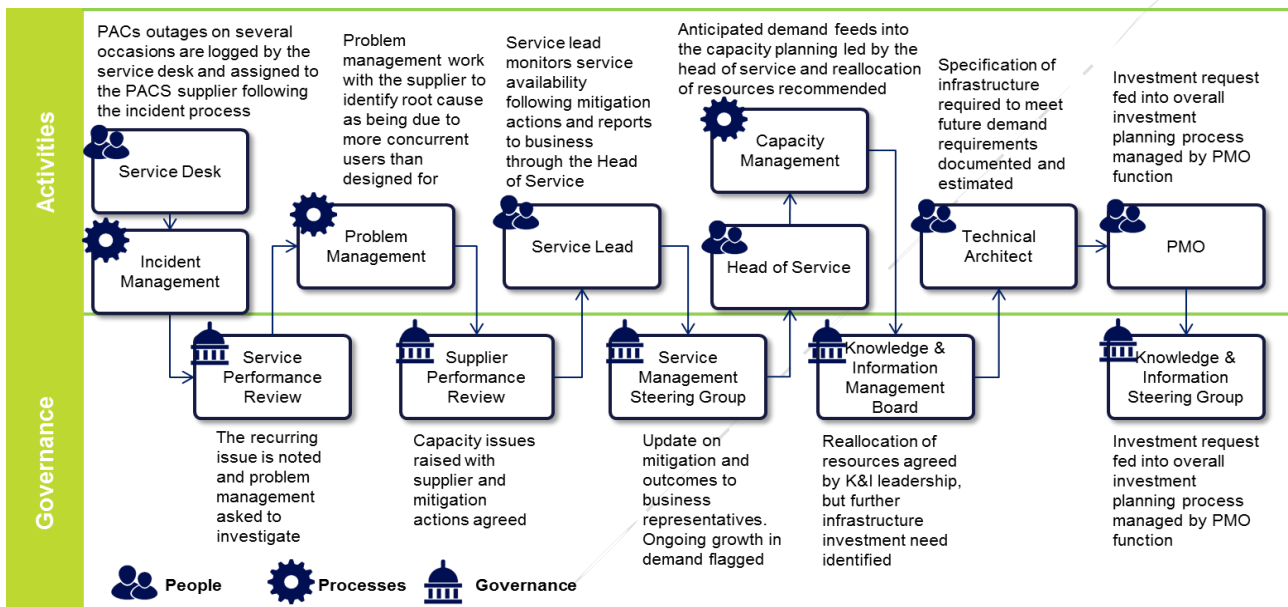 Activities
PACs outages on several
occasions are logged by the
service desk and assigned to
the PACS supplier following
the incident process
Service Desk
Incident
Management
Problem
management work
with the supplier to
identify root cause
as being due to
more concurrent
users than
designed for
Problem
Management
Service lead
monitors service
availability
following mitigation
actions and reports
to business
through the Head
of Service
Service Lead
Anticipated demand feeds into
the capacity planning led by the
head of service and reallocation
of resources recommended
Capacity
Management
Head of Service
Specification of
infrastructure
required to meet
future demand
requirements
documented and
estimated
Technical
Architect
Investment request
fed into overall
investment
planning process
managed by PMO
function
PMO
Governance
Service
Performance
Review
The recurring
issue is noted
and problem
management
asked to
investigate
Supplier
Performance
Review
Capacity issues
raised with
supplier and
mitigation
actions agreed
Service
Management
Steering Group
Update on
mitigation and
outcomes to
business
representatives.
Ongoing growth in
demand flagged
Knowledge &
Information
Management
Board
Reallocation of
resources agreed
by K&I leadership,
but further
infrastructure
investment need
identified
Knowledge &
Information
Steering Group
Investment request
fed into overall
investment
planning process
managed by PMO
function
People
Processes
Governance